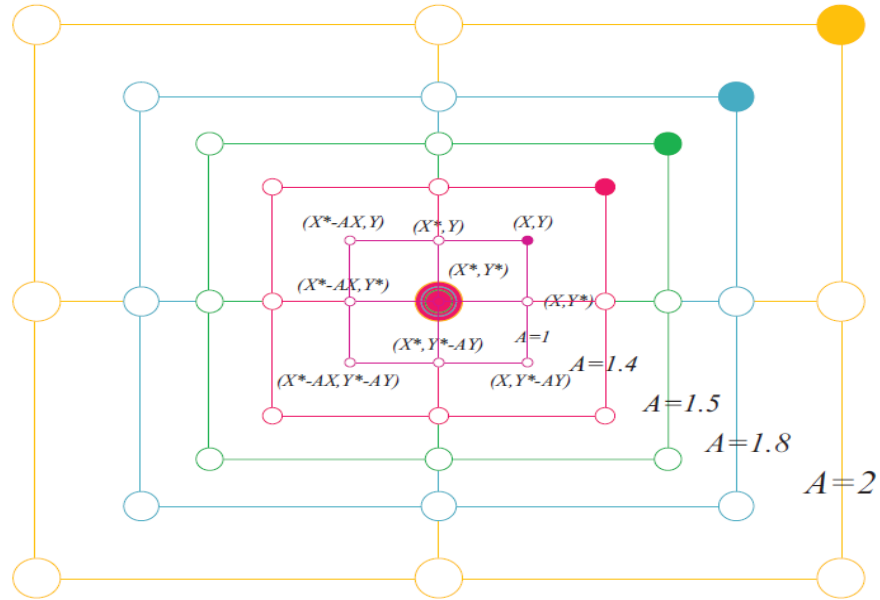 (X*-AX,Y)
(X*,Y)
(X,Y)
(X*,Y*)
(X*-AX,Y*)
(X,Y*)
A=1
(X*,Y*-AY)
A=1.4
(X*-AX,Y*-AY)
(X,Y*-AY)
A=1.5
A=1.8
A=2